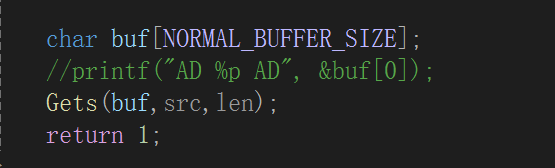 char buf[NORMAL_BUFFER_SIZE];
//printf("AD %p AD", &buf[0]);
Gets(buf,src,len);
return 1;